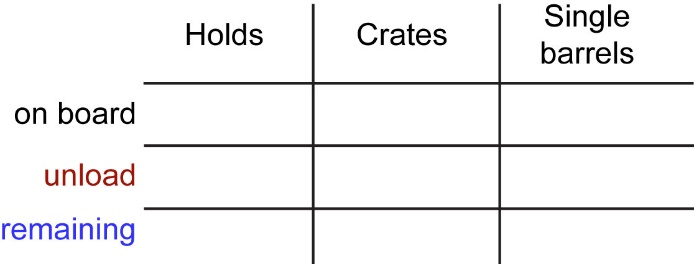 Holds
Crates
Single
barrels
on board
unload
remaining